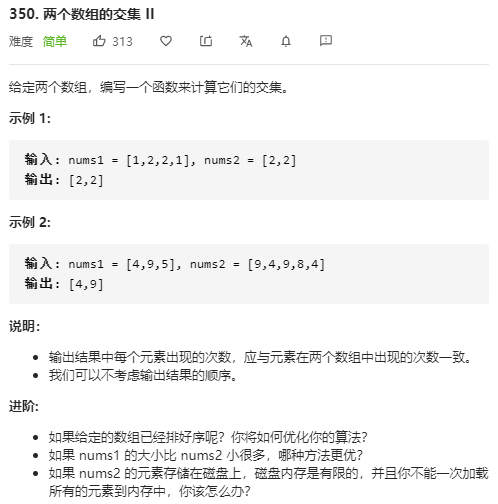 350. 两个数组的交集 II
难度 简单 313
给定两个数组，编写一个函数来计算它们的交集。
示例 1:
输入: nums1 = [1,2,2,1], nums2 = [2,2]
输出: [2,2]
示例 2:
输入: nums1 = [4,9,5], nums2 = [9,4,9,8,4]
输出: [4,9]
说明：
输出结果中每个元素出现的次数，应与元素在两个数组中出现的次数一致。
我们可以不考虑输出结果的顺序。
进阶:
如果给定的数组已经排好序呢？你将如何优化你的算法？
如果 nums1 的大小比 nums2 小很多，哪种方法更优？
如果 nums2 的元素存储在磁盘上，磁盘内存是有限的，并且你不能一次加载
所有的元素到内存中，你该怎么办？